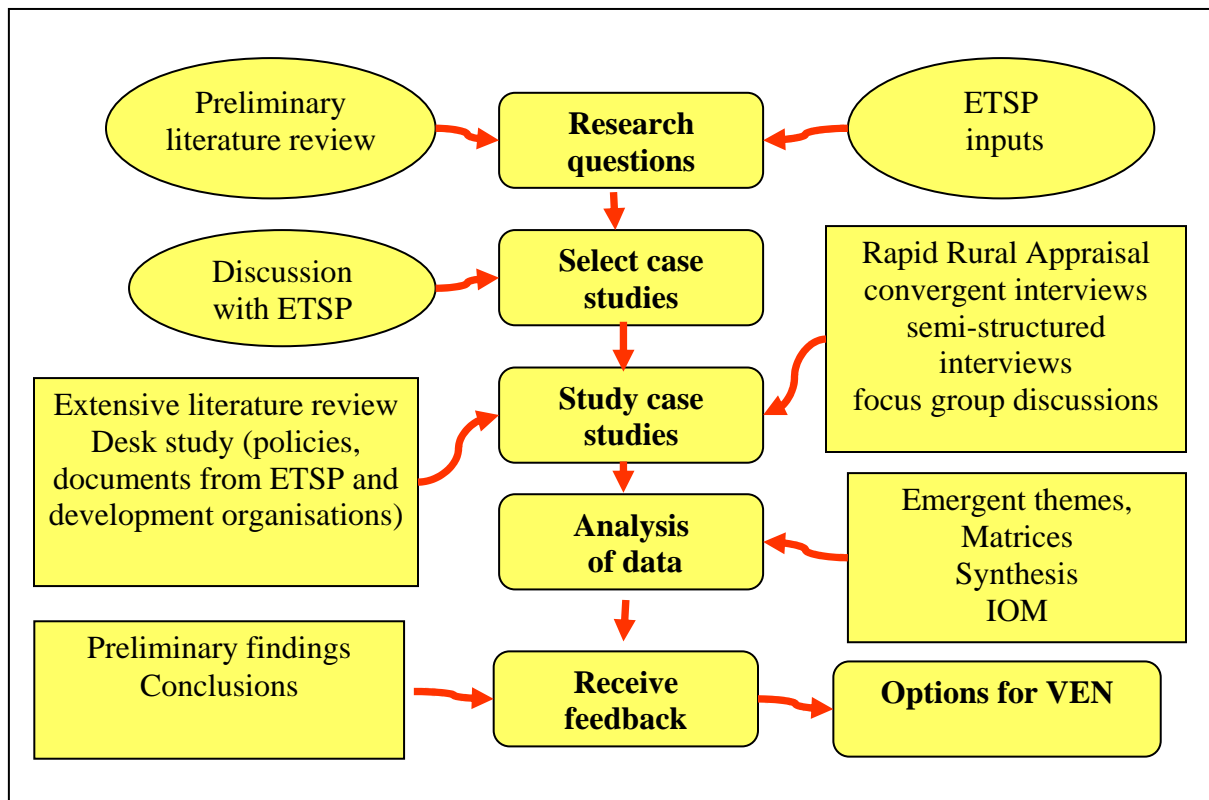 Preliminary
literature review
Research
questions
ETSP
inputs
Discussion
with ETSP
Select case
studies
Rapid Rural Appraisal
convergent interviews
semi-structured
interviews
focus group discussions
Extensive literature review
Desk study (policies,
documents from ETSP and
development organisations)
Study case
studies
Analysis
of data
Emergent themes,
Matrices
Synthesis
IOM
Preliminary findings
Conclusions
Receive
feedback
Options for VEN